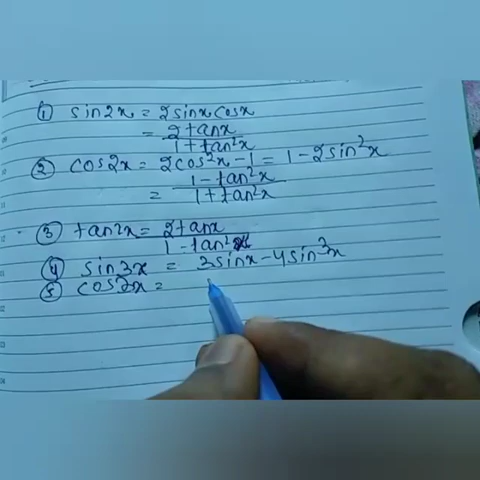 ① sin2x = 2sinx cosx
= 2tanx / 1+tan²x
② cos2x = 2cos²x - 1 = 1 - 2sin²x
= 1-tan²x / 1+tan²x
③ tan2x = 2tanx / 1-tan²x
④ sin3x = 3sinx - 4sin³x
⑤ cos3x =